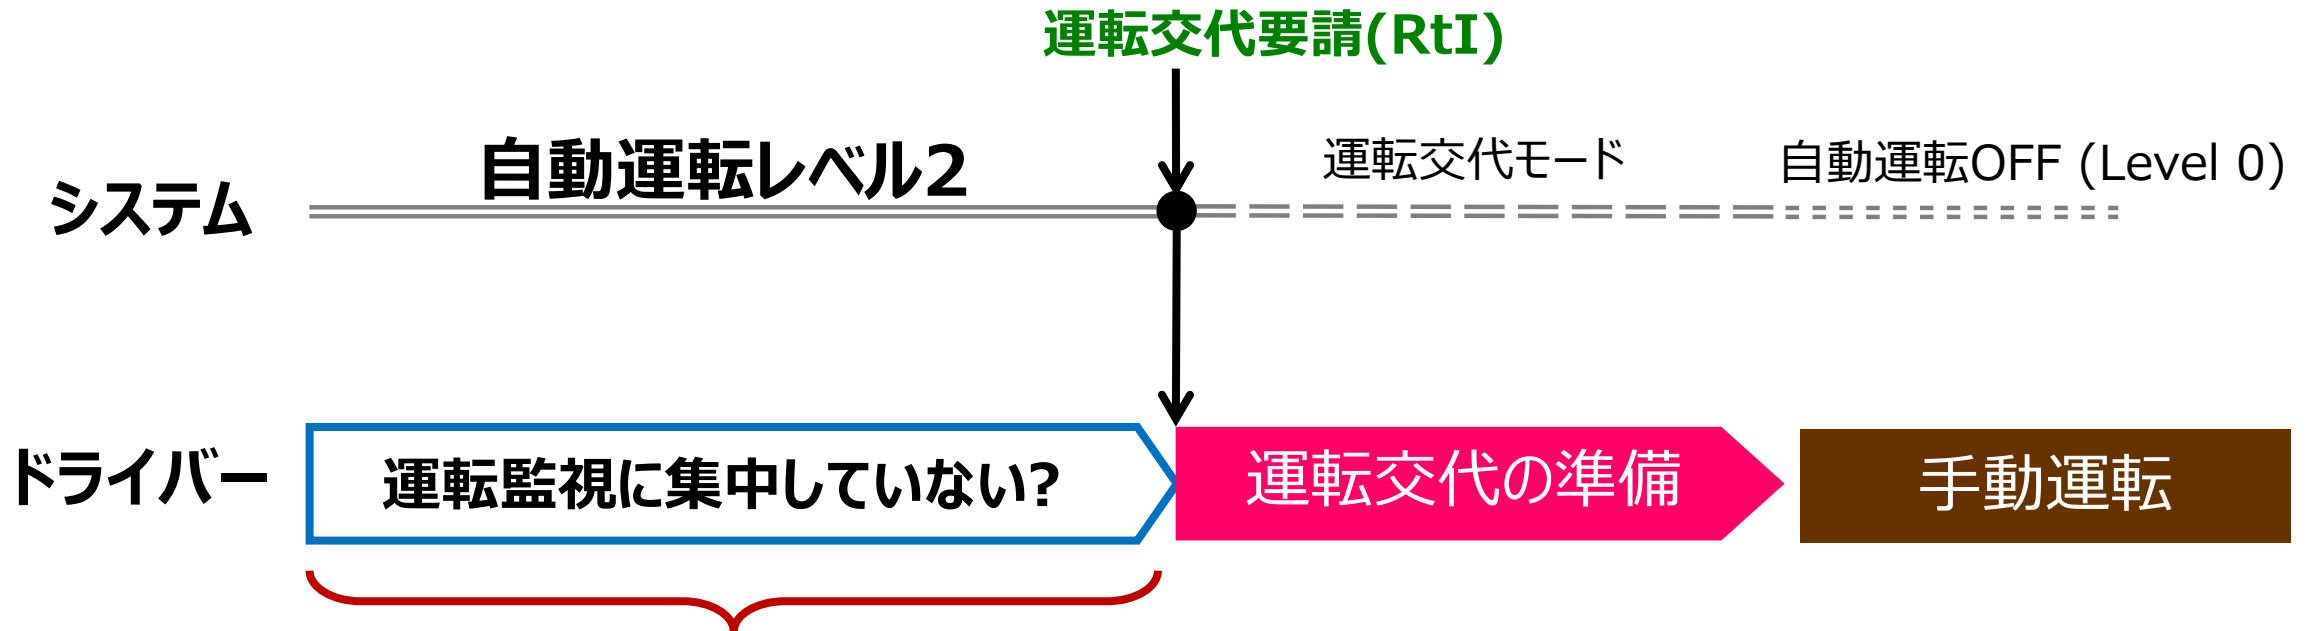 運転交代要請(RtI)
自動運転レベル2
運転交代モード
自動運転OFF (Level 0)
システム
ドライバー
運転監視に集中していない?
運転交代の準備
手動運転